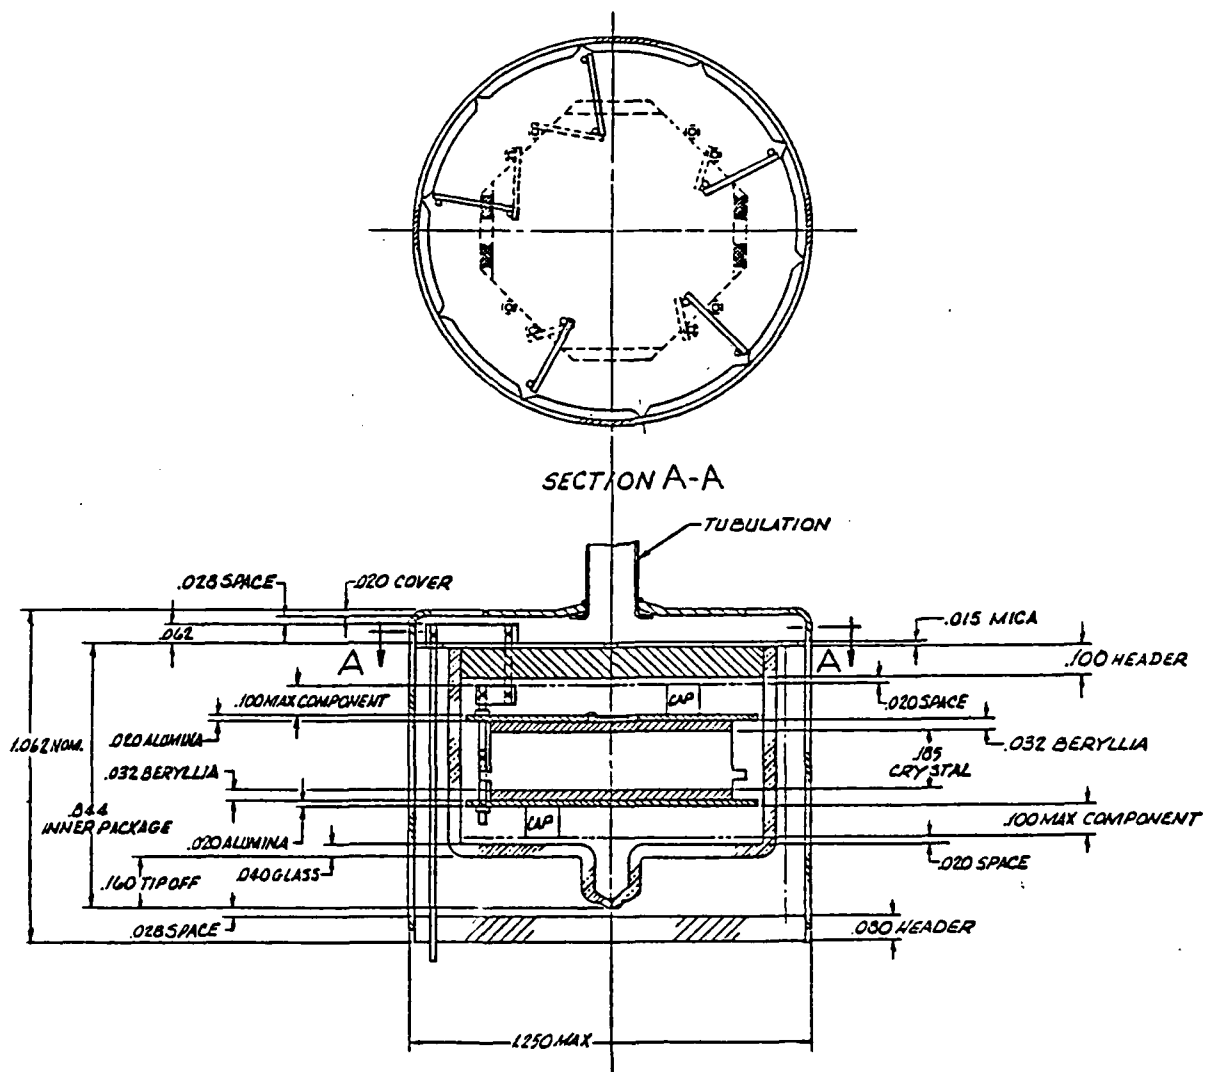 SECTION A-A
TUBULATION
.028 SPACE
.020 COVER
.062
.015 MICA
A
A
.100 HEADER
.100 MAX COMPONENT
CAP
.020 SPACE
1.062 NOM.
.020 ALUMINA
.032 BERYLLIA
.185
CRYSTAL
.032 BERYLLIA
.844
INNER PACKAGE
CAP
.100 MAX COMPONENT
.020 ALUMINA
.020 SPACE
.160 TIP OFF
.040 GLASS
.028 SPACE
.080 HEADER
1.250 MAX